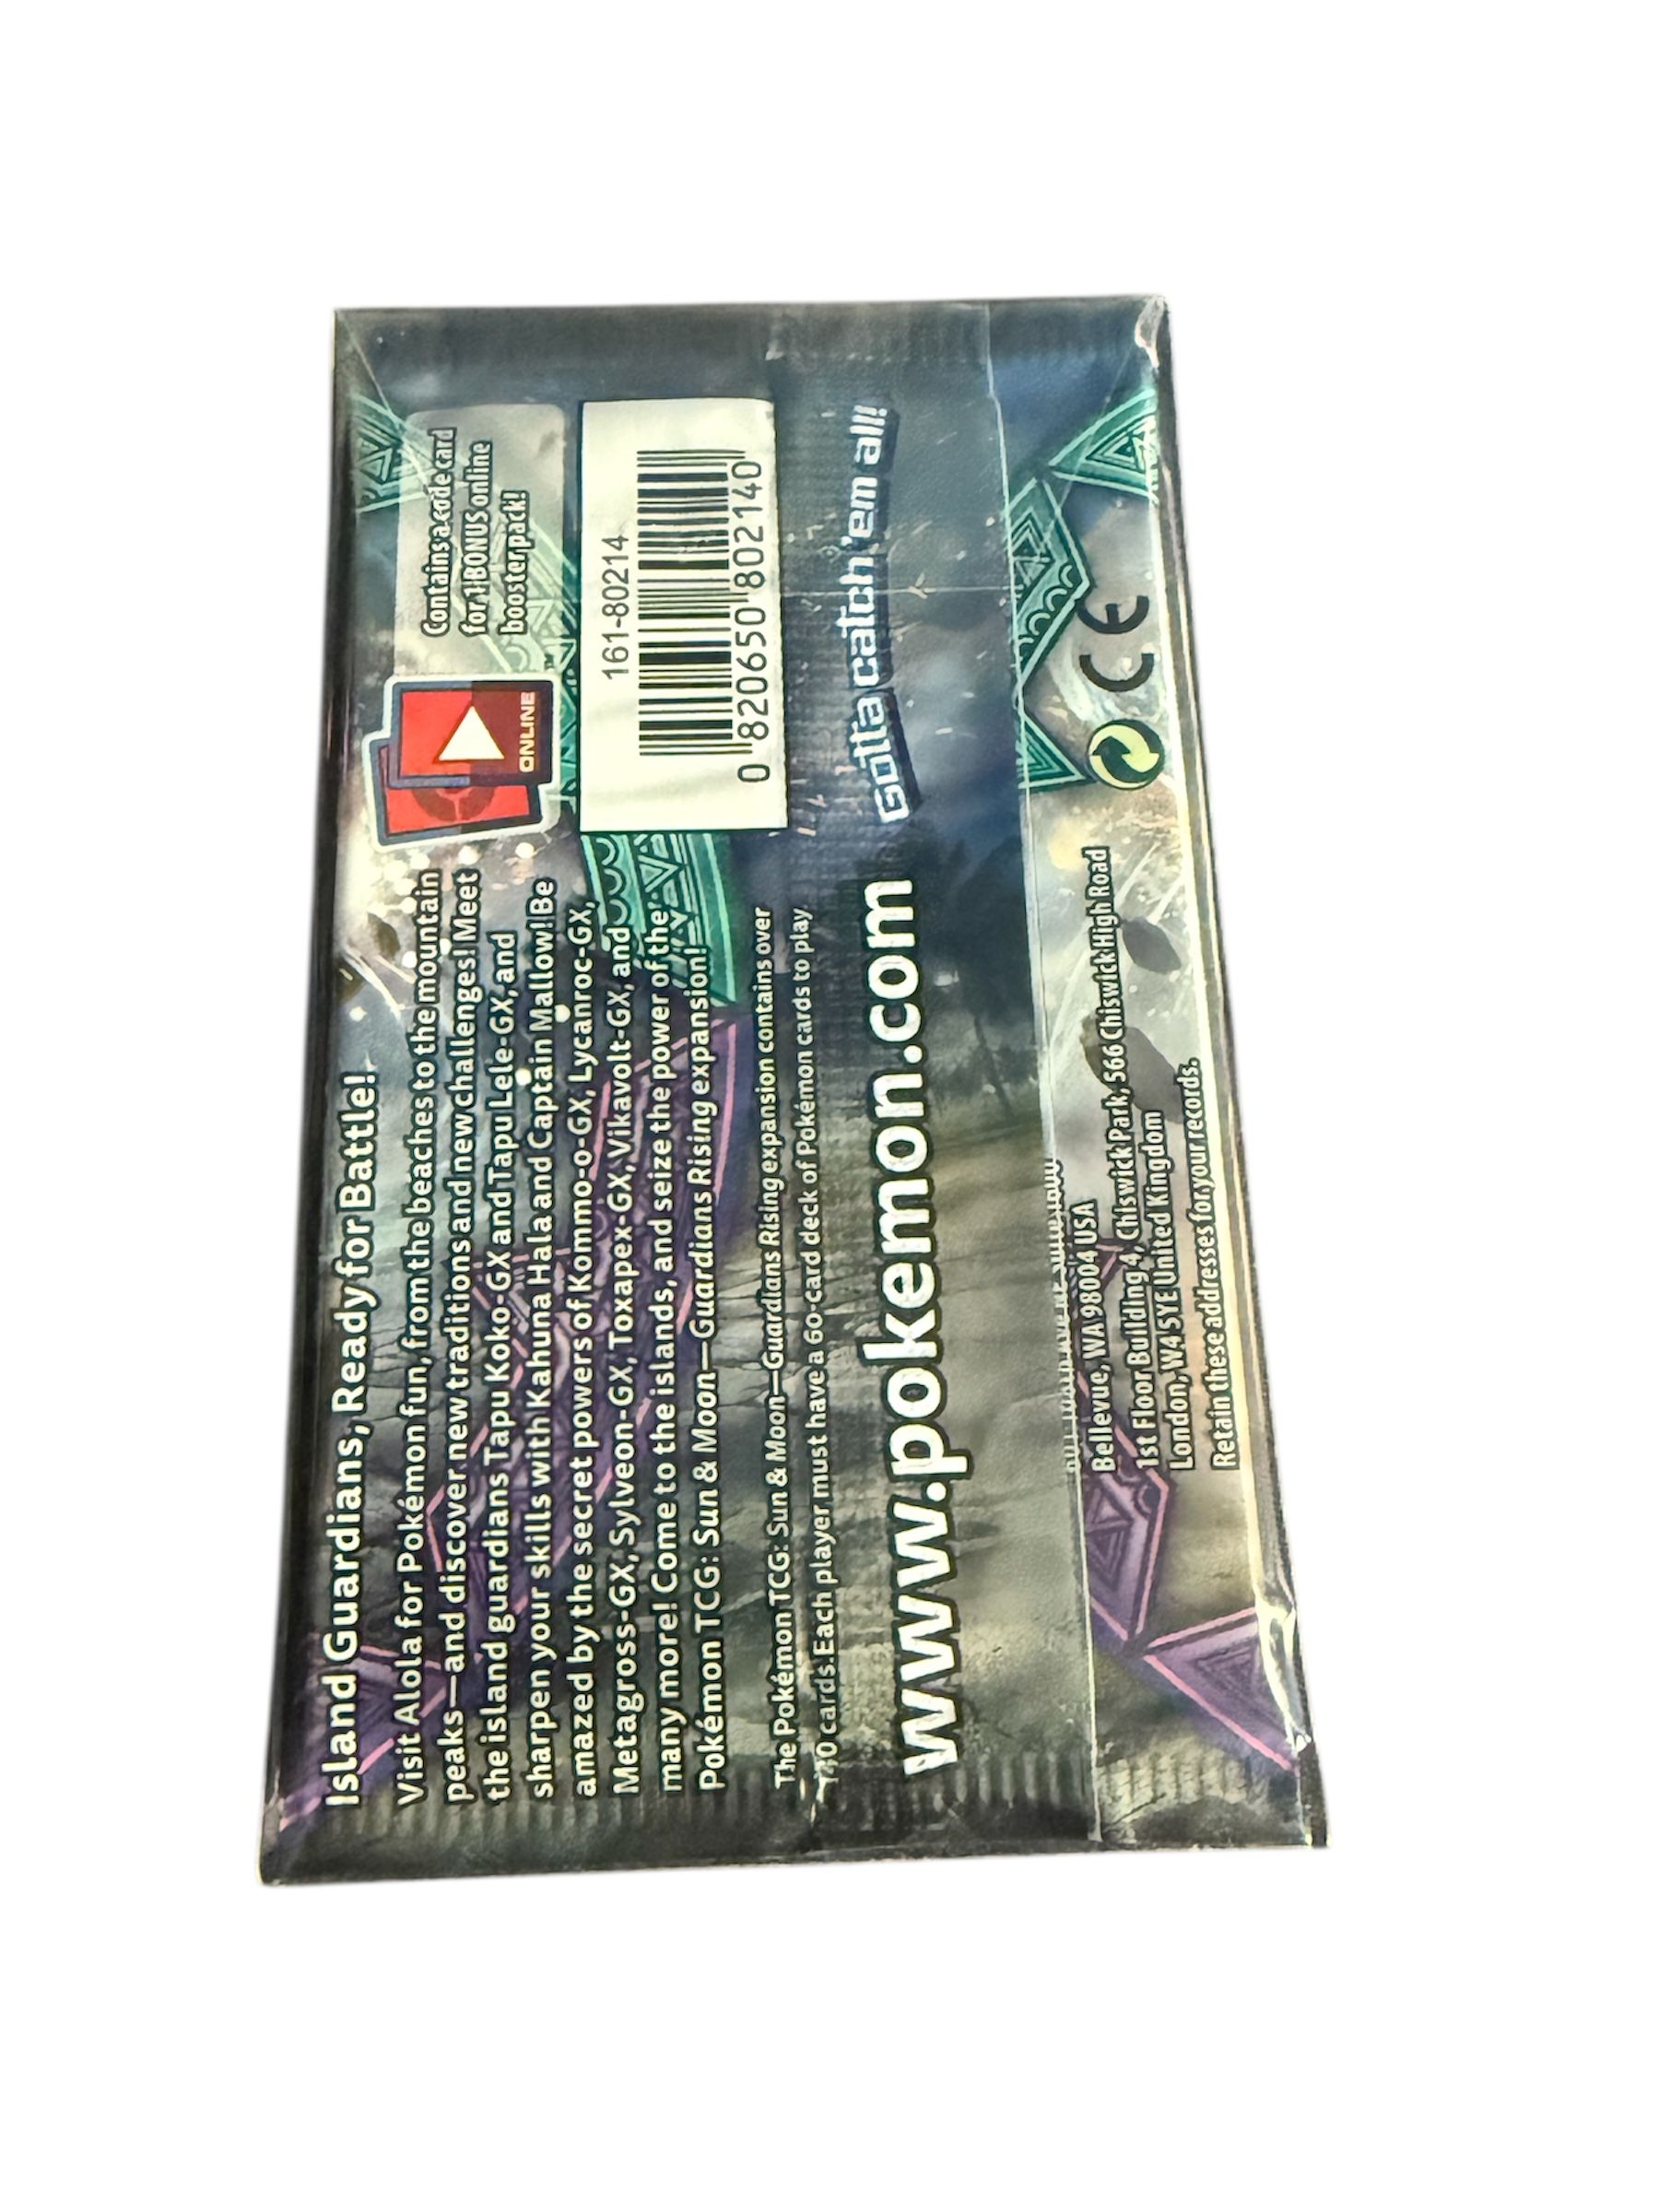 Island Guardians, Ready for Battle!
Visit Alola for Pokémon fun, from the beaches to the mountain
peaks—and discover new traditions and new challenges! Meet
the island guardians Tapu Koko-GX and Tapu Lele-GX, and
sharpen your skills with Kahuna Hala and Captain Mallow! Be
amazed by the secret powers of Kommo-o-GX, Lycanroc-GX,
Metagross-GX, Sylveon-GX, Toxapex-GX, Vikavolt-GX, and
many more! Come to the islands, and seize the power of the
Pokémon TCG: Sun & Moon—Guardians Rising expansion!
The Pokémon TCG: Sun & Moon—Guardians Rising expansion contains over
140 cards. Each player must have a 60-card deck of Pokémon cards to play.
www.pokemon.com
Bellevue, WA 98004 USA
1st Floor Building 4, Chiswick Park, 566 Chiswick High Road
London, W4 5YE United Kingdom
Retain these addresses for your records.
ONLINE
™
Contains a code card
for 1 BONUS online
booster pack!
161-80214
0 820650 802140
Gotta catch 'em all!
CE